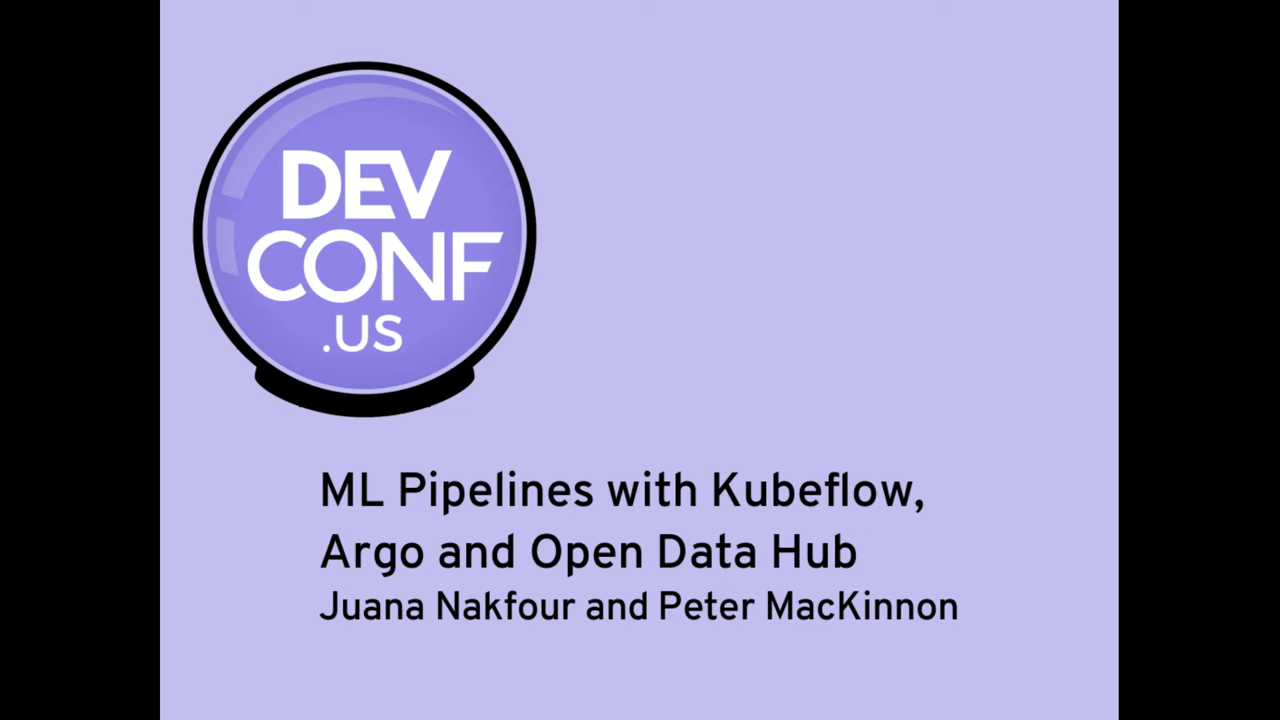 DEV
CONF
.US
ML Pipelines with Kubeflow,
Argo and Open Data Hub
Juana Nakfour and Peter MacKinnon